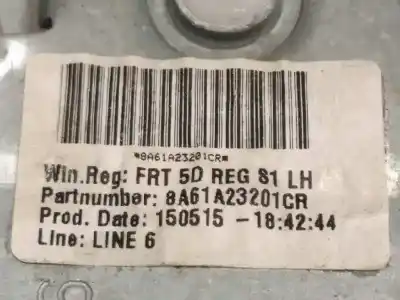 *8A61A23201CR*
Win.Reg: FRT 5D REG S1 LH
Partnumber: 8A61A23201CR
Prod. Date: 150515 - 18:42:44
Line: LINE 6